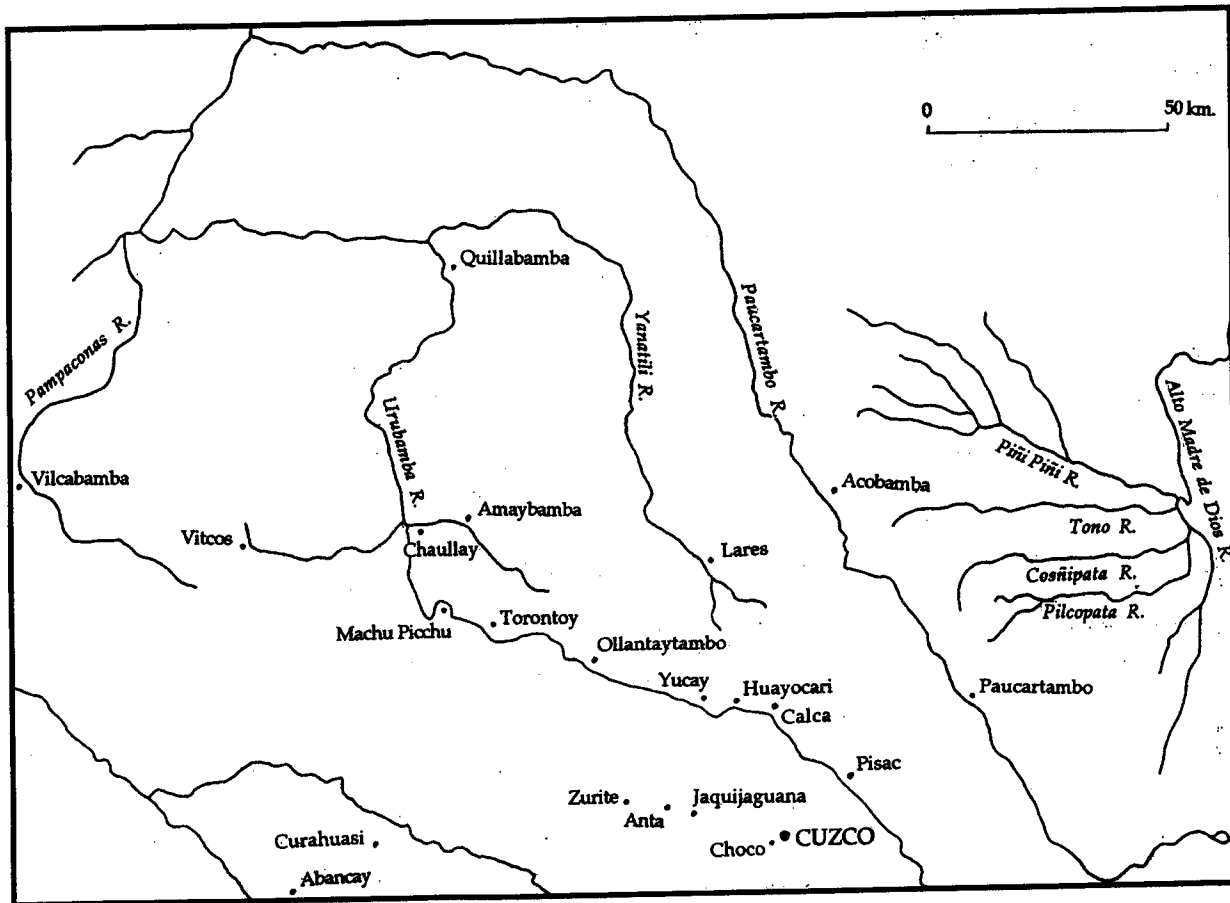 0 50 km.
Quillabamba
Pampaconas R.
Yanatili R.
Paucartambo R.
Urubamba R.
Alto Madre de Dios R.
Piñi Piñi R.
Vilcabamba
Acobamba
Amaybamba
Vitcos
Chaullay
Tono R.
Lares
Cosñipata R.
Machu Picchu
Torontoy
Pilcopata R.
Ollantaytambo
Yucay
Huayocari
Paucartambo
Calca
Pisac
Zurite
Jaquijaguana
Anta
Curahuasi
Choco
CUZCO
Abancay